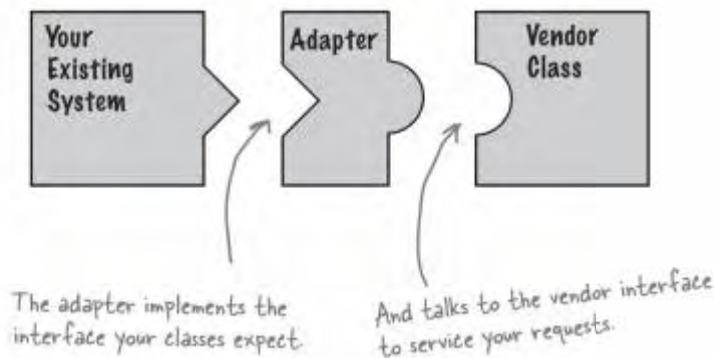 Your
Existing
System
Adapter
Vendor
Class
The adapter implements the
interface your classes expect.
And talks to the vendor interface
to service your requests.